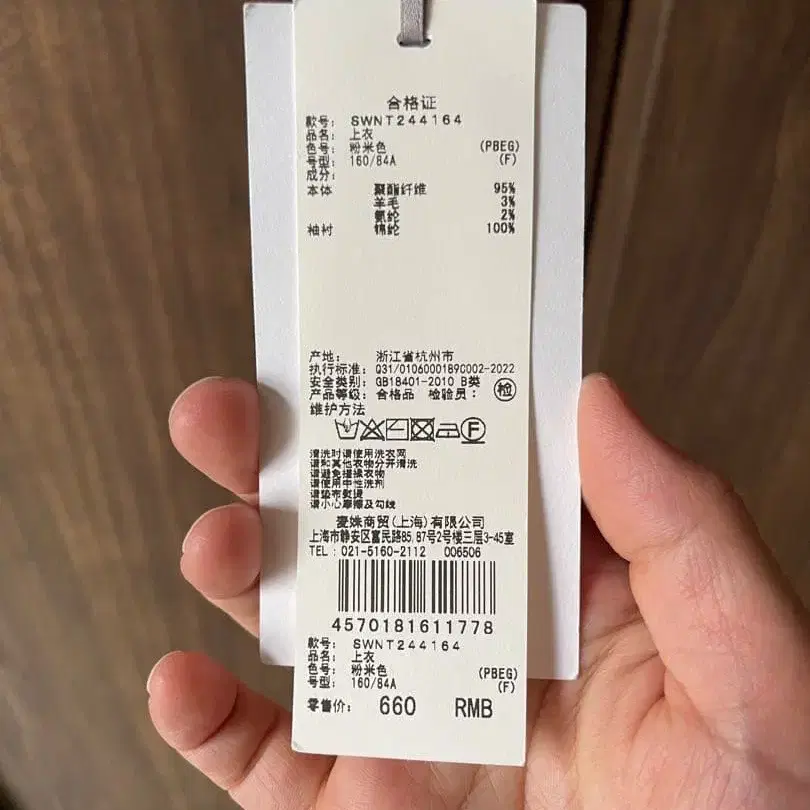 合格证
款号： SWNT244164
品名： 上衣
色号： 粉米色 (PBEG)
号型： 160/84A (F)
成分：
本体 聚酯纤维 95%
羊毛 3%
氨纶 2%
袖衬 锦纶 100%
产地： 浙江省杭州市
执行标准： Q31/0106000189C002-2022
安全类别： GB18401-2010 B类
产品等级： 合格品 检验员： 检
维护方法
F
清洗时请使用洗衣网
请和其他衣物分开清洗
请避免揉搓衣物
请使用中性洗剂
请垫布熨烫
请小心摩擦及勾线
麦姝商贸(上海)有限公司
上海市静安区富民路85,87号2号楼三层3-45室
TEL：021-5160-2112 006506
4570181611778
款号： SWNT244164
品名： 上衣
色号： 粉米色 (PBEG)
号型： 160/84A (F)
零售价： 660 RMB